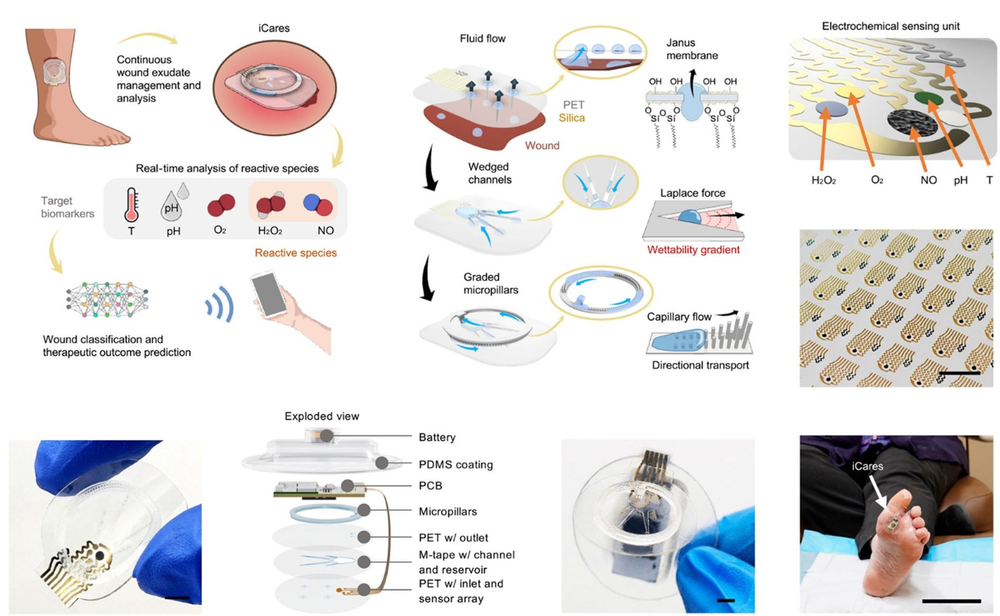 iCares
Continuous
wound exudate
management and
analysis
Real-time analysis of reactive species
Target
biomarkers
pH
T
pH
O₂
H₂O₂
NO
Reactive species
Wound classification and
therapeutic outcome prediction
Fluid flow
PET
Silica
Wound
Janus
membrane
OH
OH
OH
OH
O
O
O
O
Si
Si
Si
Si
Wedged
channels
Laplace force
Wettability gradient
Graded
micropillars
Capillary flow
Directional transport
Electrochemical sensing unit
H₂O₂
O₂
NO
pH
T
Exploded view
Battery
PDMS coating
PCB
Micropillars
PET w/ outlet
M-tape w/ channel
and reservoir
PET w/ inlet and
sensor array
iCares